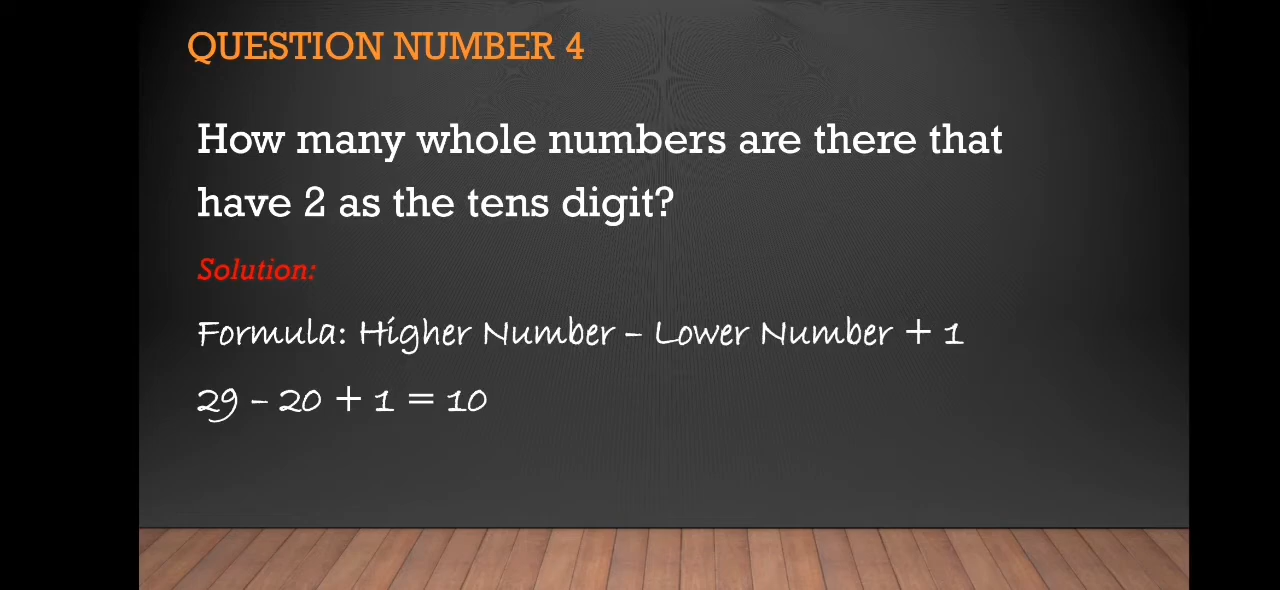 QUESTION NUMBER 4
How many whole numbers are there that
have 2 as the tens digit?
Solution:
Formula: Higher Number – Lower Number + 1
29 – 20 + 1 = 10